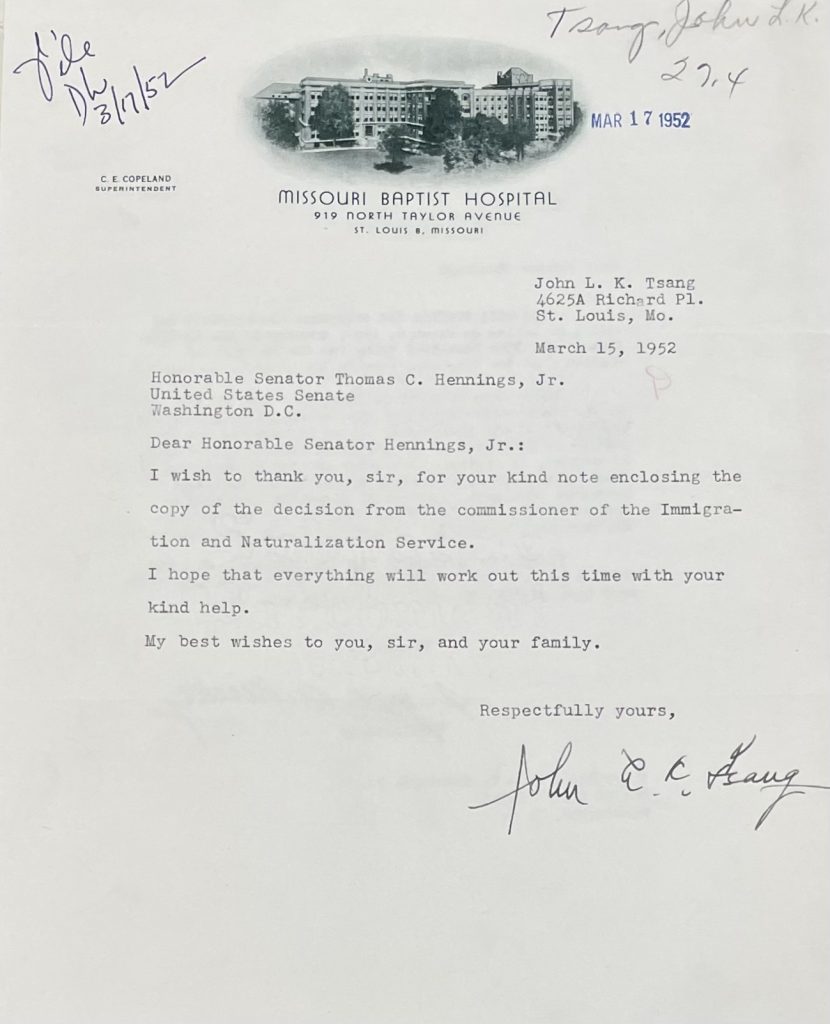 Tsang, John L.K.
27.4
file
DW
3/17/52
MAR 17 1952
C. E. COPELAND
SUPERINTENDENT
MISSOURI BAPTIST HOSPITAL
919 NORTH TAYLOR AVENUE
ST. LOUIS 8, MISSOURI
John L. K. Tsang
4625A Richard Pl.
St. Louis, Mo.
March 15, 1952
Honorable Senator Thomas C. Hennings, Jr.
United States Senate
Washington D.C.
Dear Honorable Senator Hennings, Jr.:
I wish to thank you, sir, for your kind note enclosing the
copy of the decision from the commissioner of the Immigra-
tion and Naturalization Service.
I hope that everything will work out this time with your
kind help.
My best wishes to you, sir, and your family.
Respectfully yours,
John L. K. Tsang